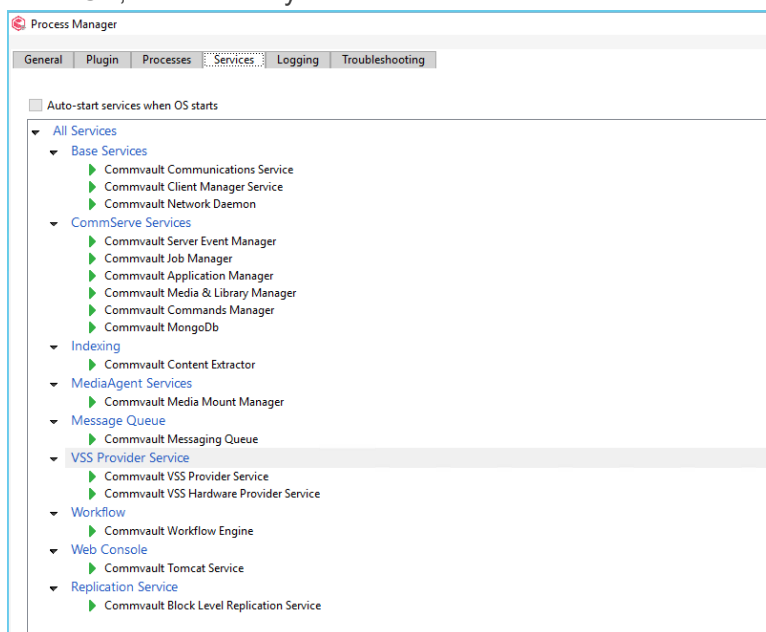 Process Manager
General Plugin Processes Services Logging Troubleshooting
Auto-start services when OS starts
All Services
Base Services
Commvault Communications Service
Commvault Client Manager Service
Commvault Network Daemon
CommServe Services
Commvault Server Event Manager
Commvault Job Manager
Commvault Application Manager
Commvault Media & Library Manager
Commvault Commands Manager
Commvault MongoDb
Indexing
Commvault Content Extractor
MediaAgent Services
Commvault Media Mount Manager
Message Queue
Commvault Messaging Queue
VSS Provider Service
Commvault VSS Provider Service
Commvault VSS Hardware Provider Service
Workflow
Commvault Workflow Engine
Web Console
Commvault Tomcat Service
Replication Service
Commvault Block Level Replication Service